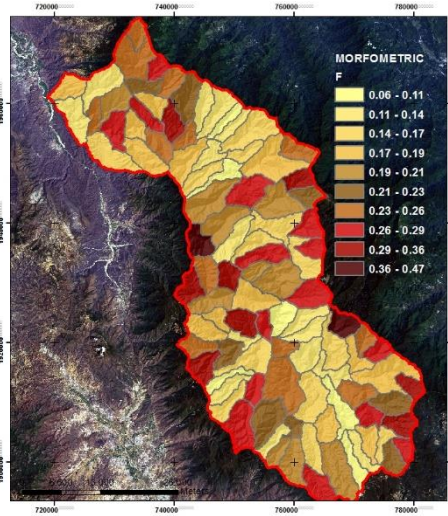 720000 740000 760000 780000
MORFOMETRIC
F
0.06 - 0.11
0.11 - 0.14
0.14 - 0.17
0.17 - 0.19
0.19 - 0.21
0.21 - 0.23
0.23 - 0.26
0.26 - 0.29
0.29 - 0.36
0.36 - 0.47
1920000
Meters
720000 740000 760000 780000